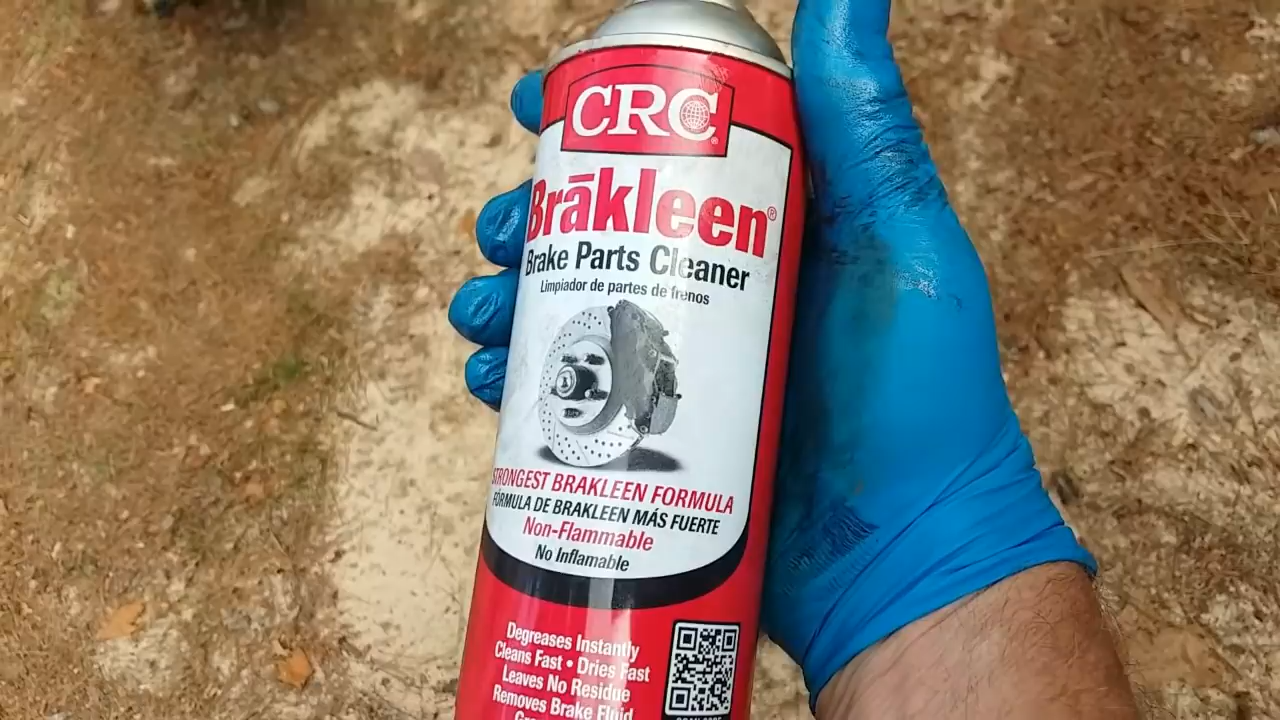 CRC®
Brākleen®
Brake Parts Cleaner
Limpiador de partes de frenos
STRONGEST BRAKLEEN FORMULA
FÓRMULA DE BRAKLEEN MÁS FUERTE
Non-Flammable
No Inflamable
Degreases Instantly
Cleans Fast • Dries Fast
Leaves No Residue
Removes Brake Fluid